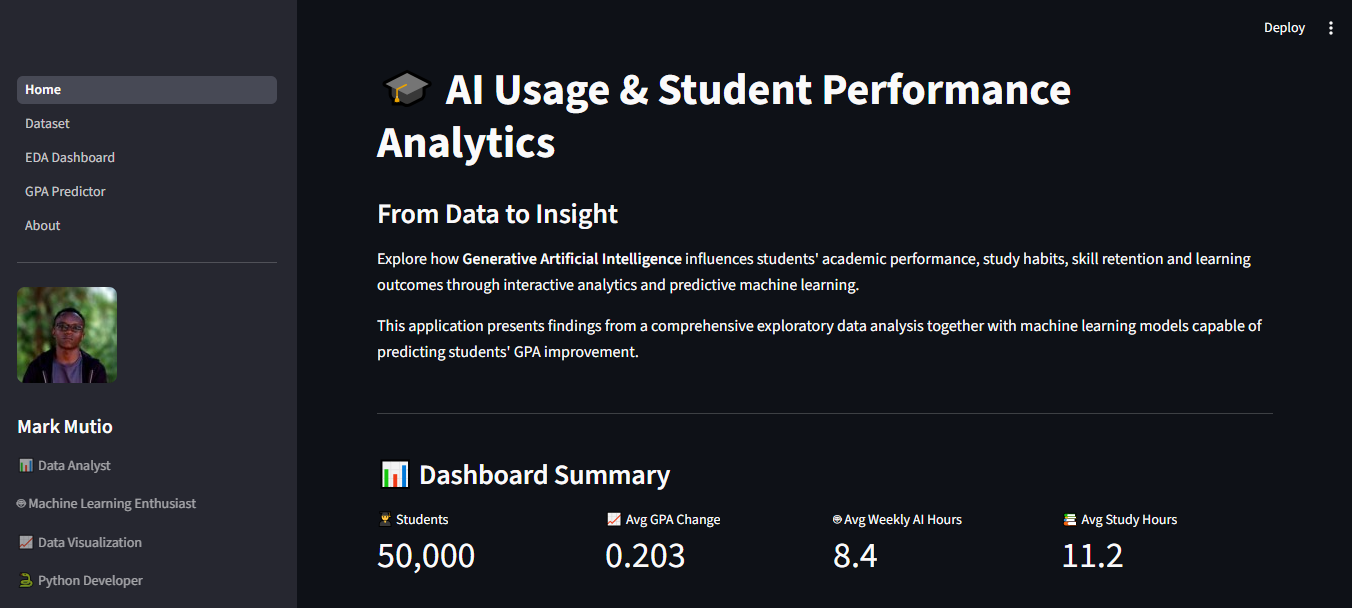 Deploy
Home
Dataset
EDA Dashboard
GPA Predictor
About
Mark Mutio
📊 Data Analyst
🤖 Machine Learning Enthusiast
📈 Data Visualization
🐍 Python Developer
🎓 AI Usage & Student Performance
Analytics
From Data to Insight
Explore how Generative Artificial Intelligence influences students' academic performance, study habits, skill retention and learning
outcomes through interactive analytics and predictive machine learning.
This application presents findings from a comprehensive exploratory data analysis together with machine learning models capable of
predicting students' GPA improvement.
📊 Dashboard Summary
👨‍🎓 Students
50,000
📈 Avg GPA Change
0.203
🤖 Avg Weekly AI Hours
8.4
📚 Avg Study Hours
11.2